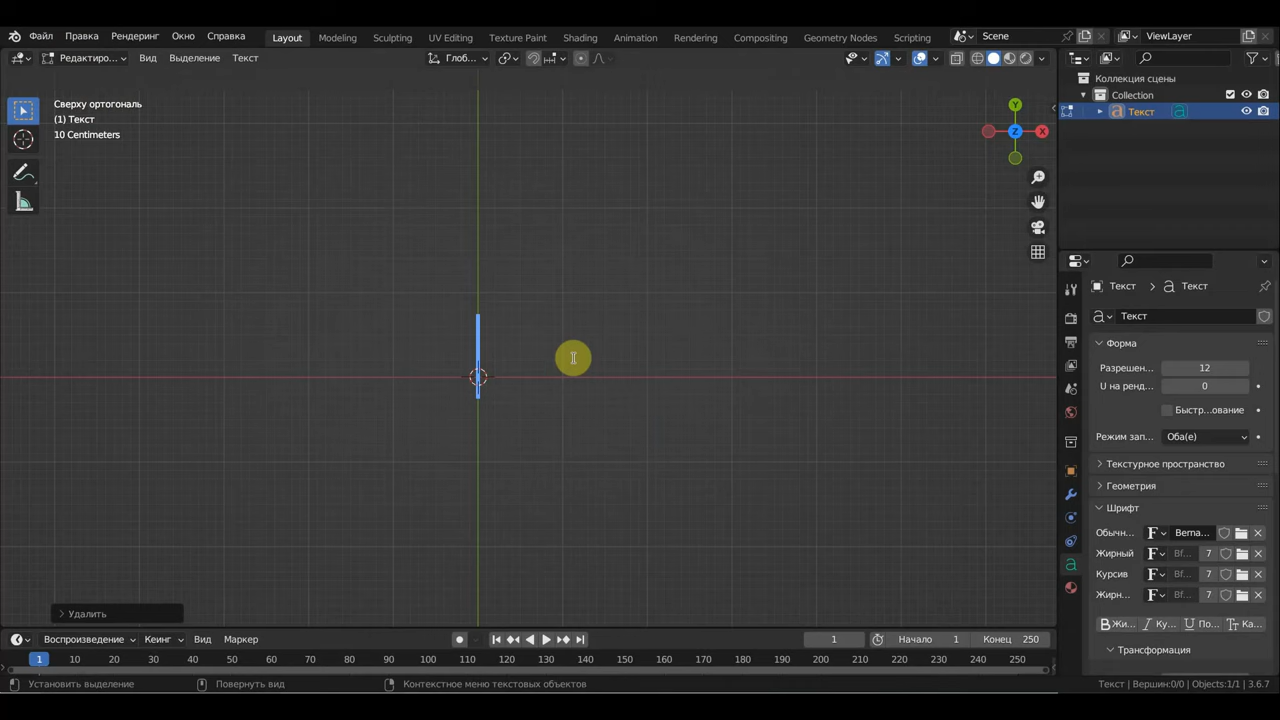 Файл Правка Рендеринг Окно Справка Layout Modeling Sculpting UV Editing Texture Paint Shading Animation Rendering Compositing Geometry Nodes Scripting Scene ViewLayer
Редактиро... Вид Выделение Текст Глоб...
Сверху ортогональ
(1) Текст
10 Centimeters
Y
X
Z
Коллекция сцены
Collection
Текст
Текст Текст
Текст
Форма
Разрешен... 12
U на ренд... 0
Быстр...ование
Режим зап... Оба(е)
Текстурное пространство
Геометрия
Шрифт
Обычн... F Berna...
Жирный F Bf... 7
Курсив F Bf... 7
Жирн... F Bf... 7
B Жи... I Ку... U По... Tt Ка...
Трансформация
Удалить
Воспроизведение Кеинг Вид Маркер 1 Начало 1 Конец 250
1 10 20 30 40 50 60 70 80 90 100 110 120 130 140 150 160 170 180 190 200 210 220 230 240 250
Установить выделение Повернуть вид Контекстное меню текстовых объектов Текст | Вершин:0/0 | Objects:1/1 | 3.6.7